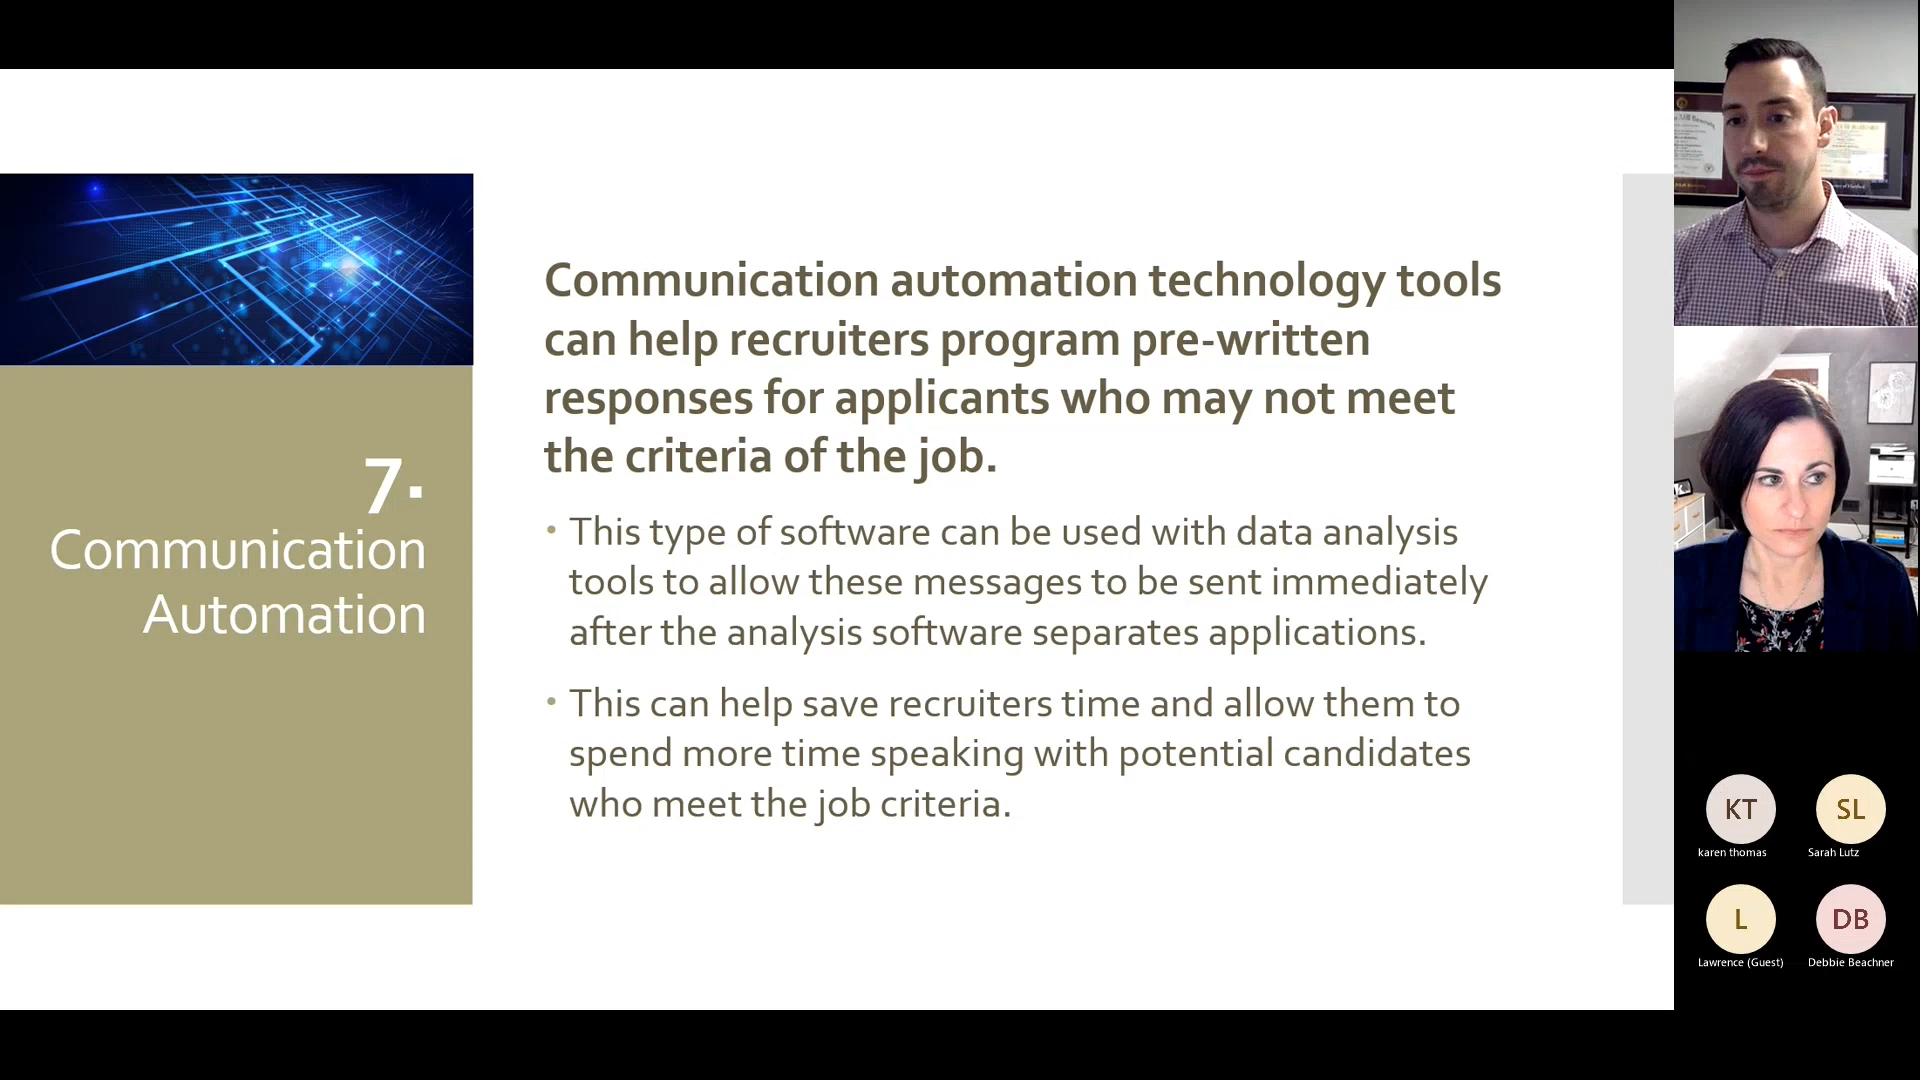 7.
Communication
Automation
Communication automation technology tools
can help recruiters program pre-written
responses for applicants who may not meet
the criteria of the job.
• This type of software can be used with data analysis
tools to allow these messages to be sent immediately
after the analysis software separates applications.
• This can help save recruiters time and allow them to
spend more time speaking with potential candidates
who meet the job criteria.
KT
karen thomas
SL
Sarah Lutz
L
Lawrence (Guest)
DB
Debbie Beachner